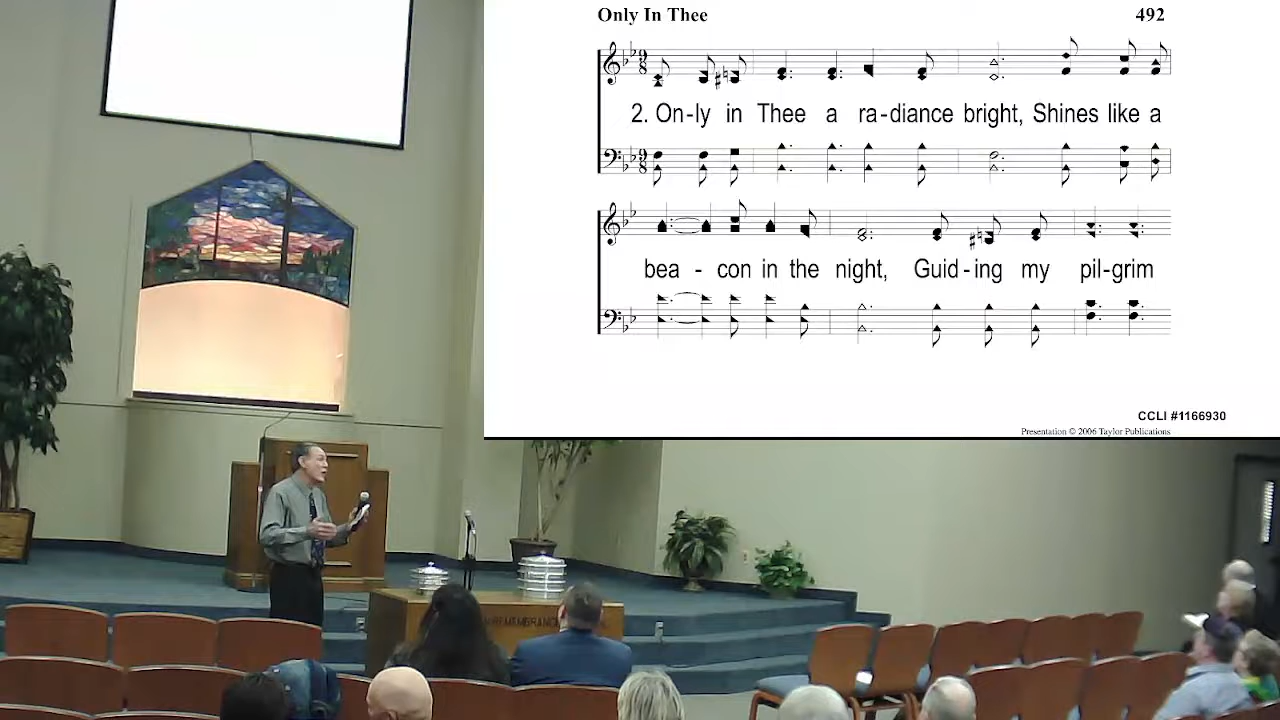 Only In Thee 492
2. On-ly in Thee a ra-diance bright, Shines like a
bea - con in the night, Guid-ing my pil-grim
CCLI #1166930
Presentation © 2006 Taylor Publications
REMEMBRANCE